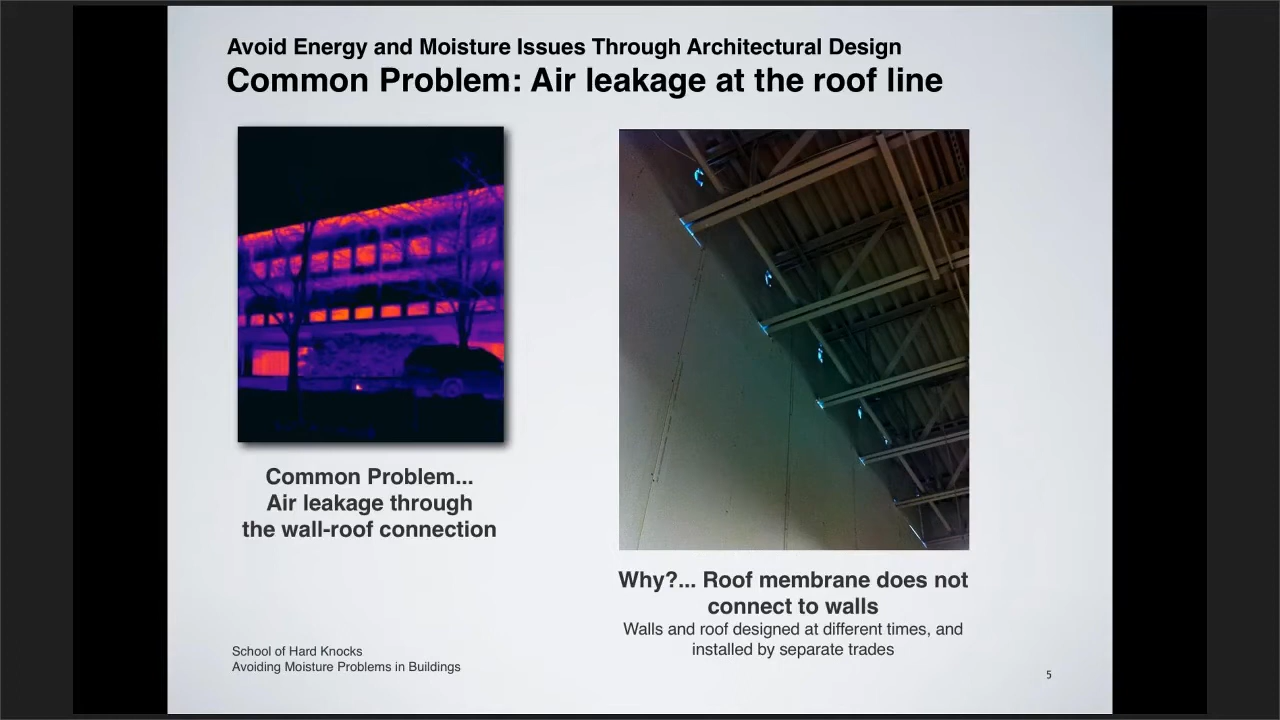 Avoid Energy and Moisture Issues Through Architectural Design
Common Problem: Air leakage at the roof line
Common Problem...
Air leakage through
the wall-roof connection
Why?... Roof membrane does not
connect to walls
Walls and roof designed at different times, and
installed by separate trades
School of Hard Knocks
Avoiding Moisture Problems in Buildings
5